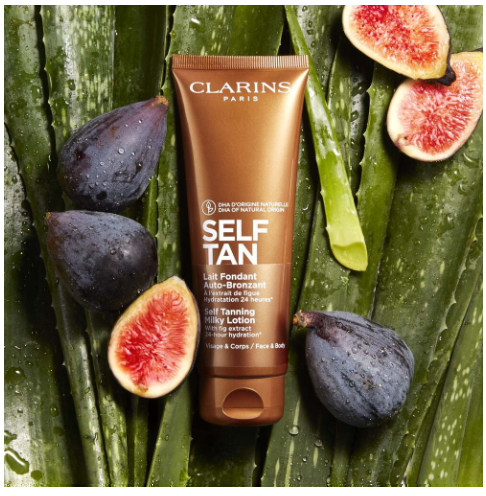 CLARINS
PARIS
DHA D'ORIGINE NATURELLE
DHA OF NATURAL ORIGIN
SELF
TAN
Lait Fondant
Auto-Bronzant
À l'extrait de figue
Hydratation 24 heures*
Self Tanning
Milky Lotion
With fig extract
24-hour hydration*
Visage & Corps / Face & Body